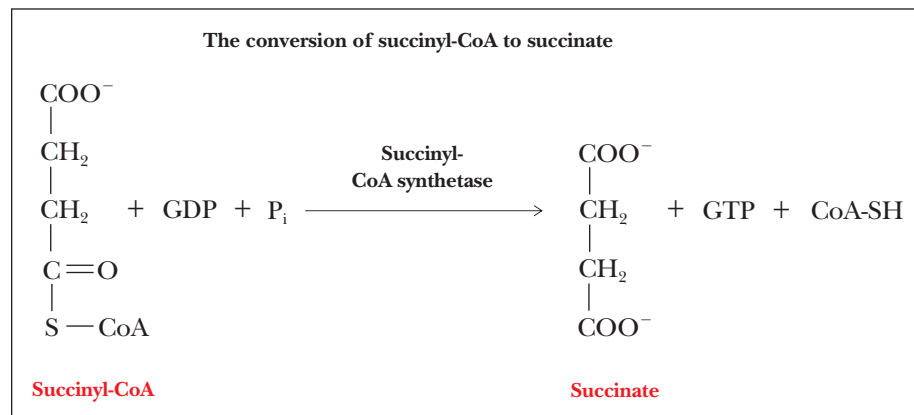 The conversion of succinyl-CoA to succinate
COO⁻
CH₂
CH₂ + GDP + Pᵢ
C=O
S—CoA
Succinyl-CoA
Succinyl-
CoA synthetase
COO⁻
CH₂ + GTP + CoA-SH
CH₂
COO⁻
Succinate